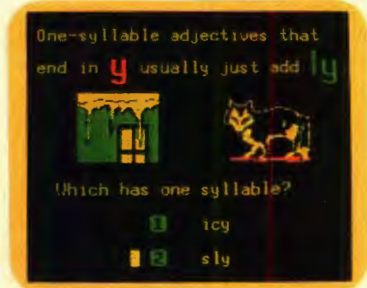 One-syllable adjectives that
end in y usually just add ly
Which has one syllable?
1 icy
2 sly